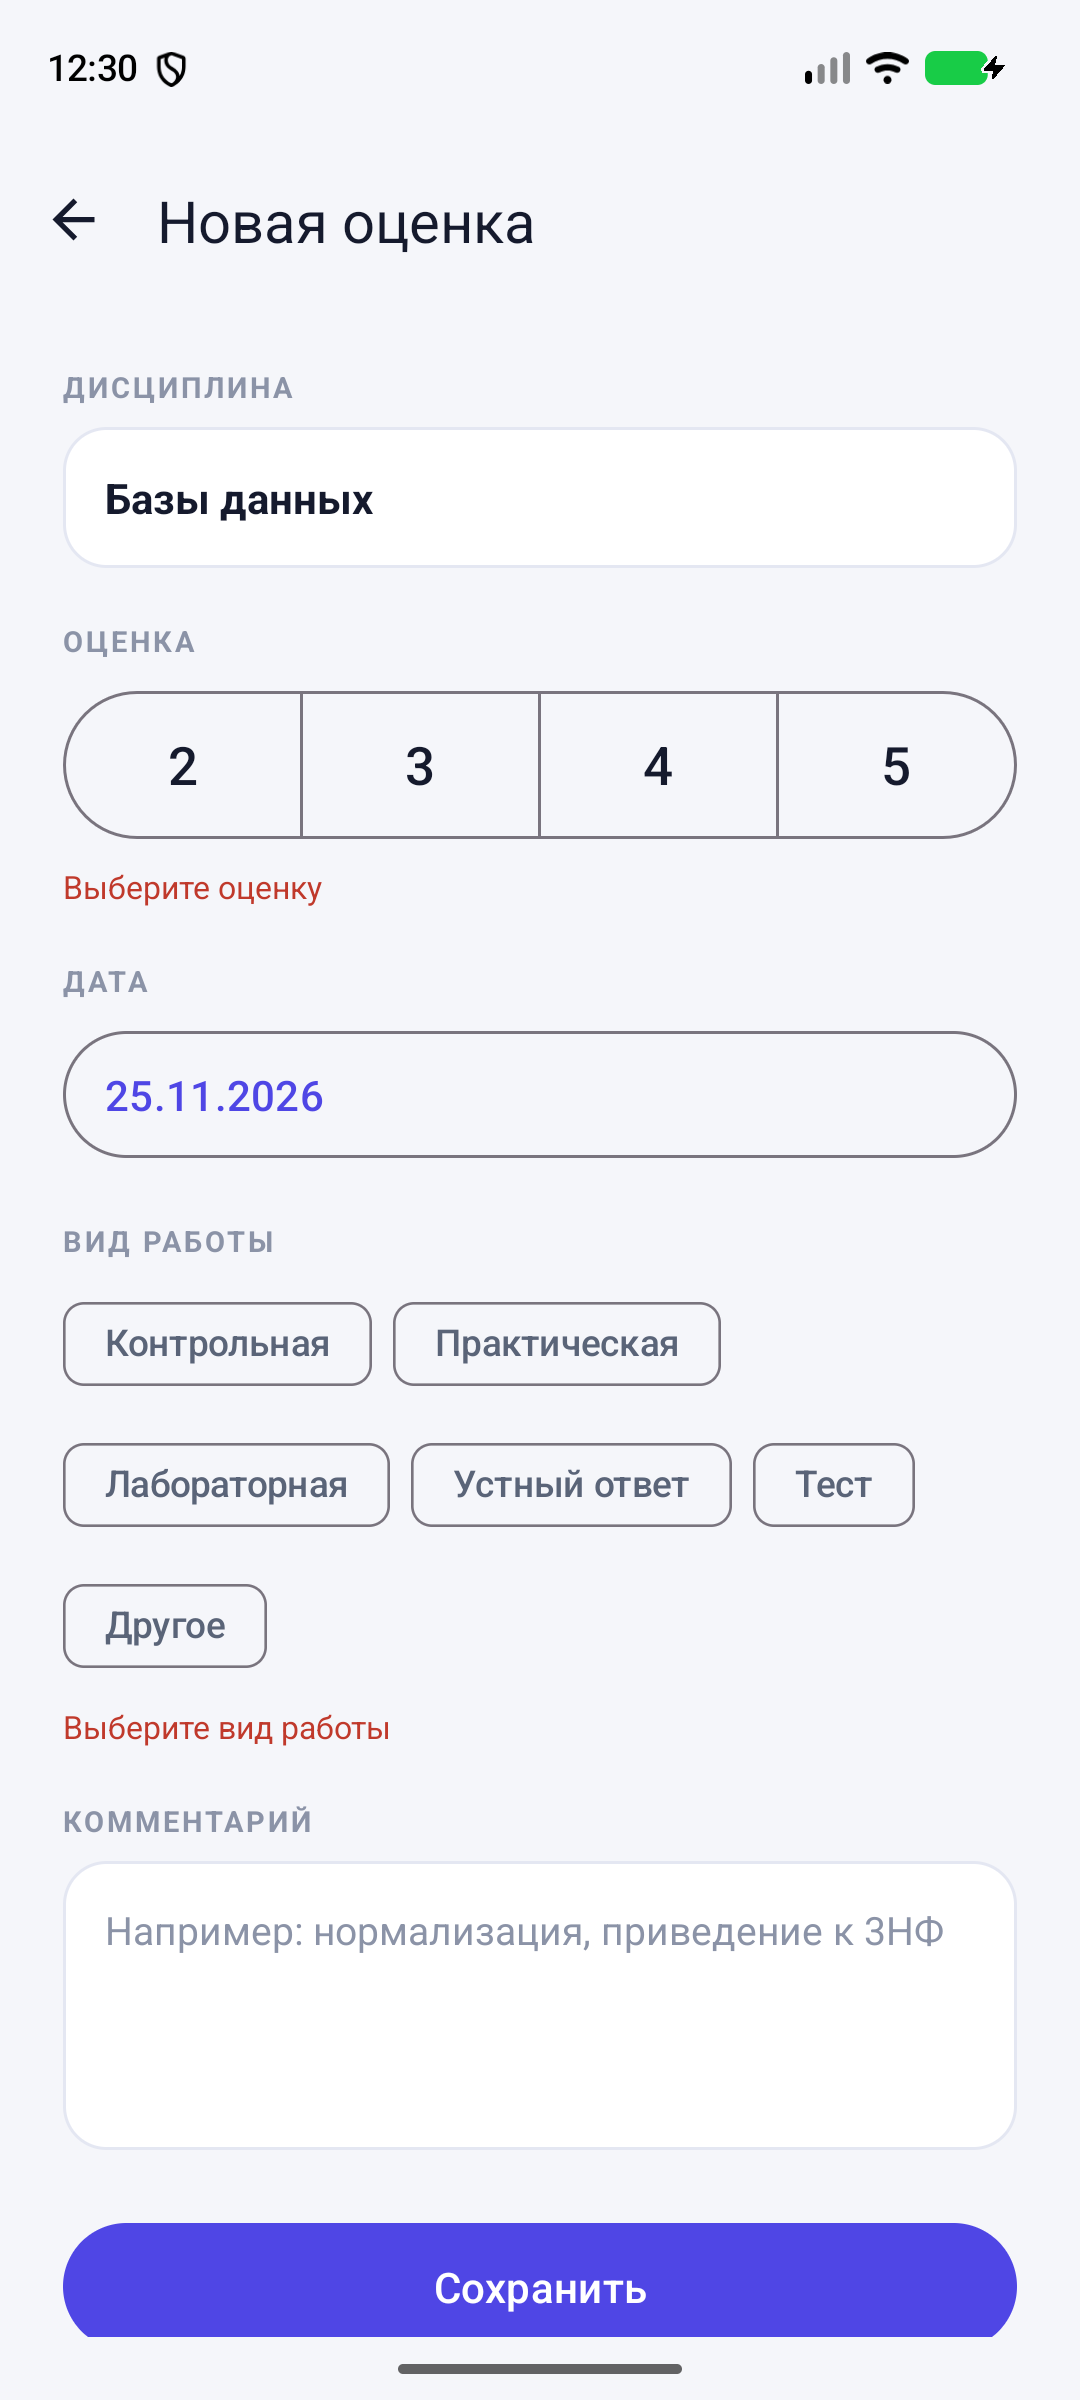 12:30
Новая оценка
ДИСЦИПЛИНА
Базы данных
ОЦЕНКА
2 3 4 5
Выберите оценку
ДАТА
25.11.2026
ВИД РАБОТЫ
Контрольная Практическая
Лабораторная Устный ответ Тест
Другое
Выберите вид работы
КОММЕНТАРИЙ
Например: нормализация, приведение к 3НФ
Сохранить